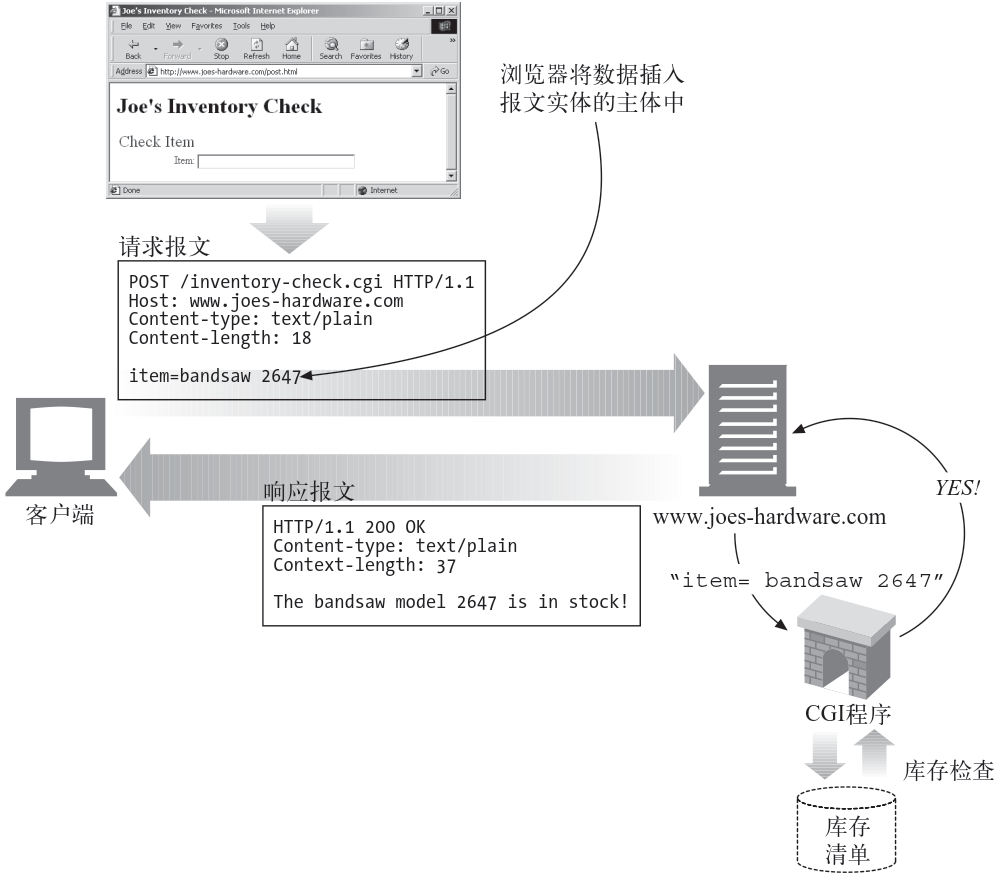 Joe's Inventory Check - Microsoft Internet Explorer
File Edit View Favorites Tools Help
Back Forward Stop Refresh Home Search Favorites History
Address http://www.joes-hardware.com/post.html Go
Joe's Inventory Check
Check Item
Item:
Done Internet
浏览器将数据插入
报文实体的主体中
请求报文
POST /inventory-check.cgi HTTP/1.1
Host: www.joes-hardware.com
Content-type: text/plain
Content-length: 18
item=bandsaw 2647
客户端
响应报文
HTTP/1.1 200 OK
Content-type: text/plain
Context-length: 37
The bandsaw model 2647 is in stock!
www.joes-hardware.com
YES!
“item= bandsaw 2647”
CGI程序
库存检查
库存
清单